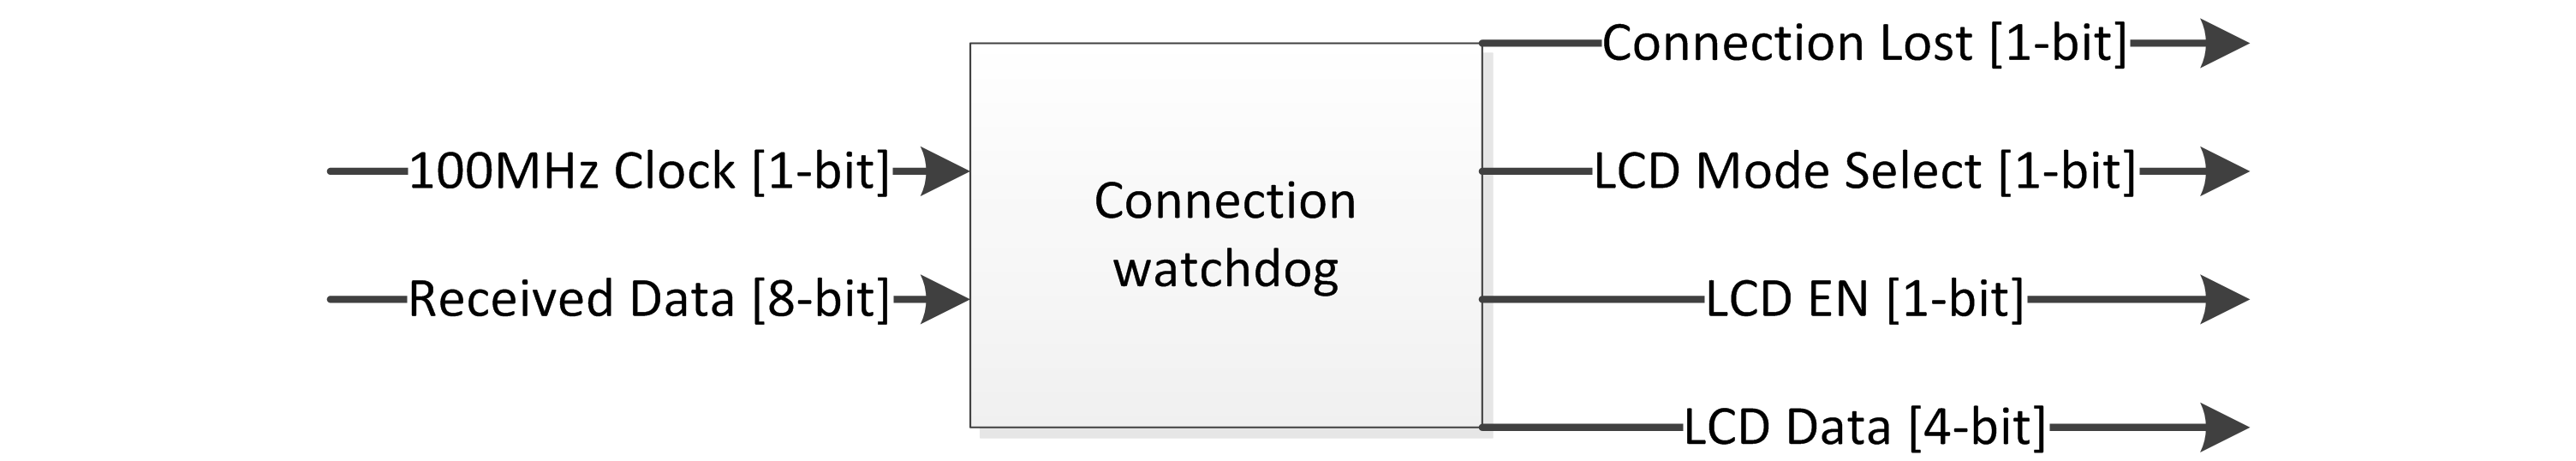 Connection Lost [1-bit]
100MHz Clock [1-bit]
LCD Mode Select [1-bit]
Connection
watchdog
Received Data [8-bit]
LCD EN [1-bit]
LCD Data [4-bit]